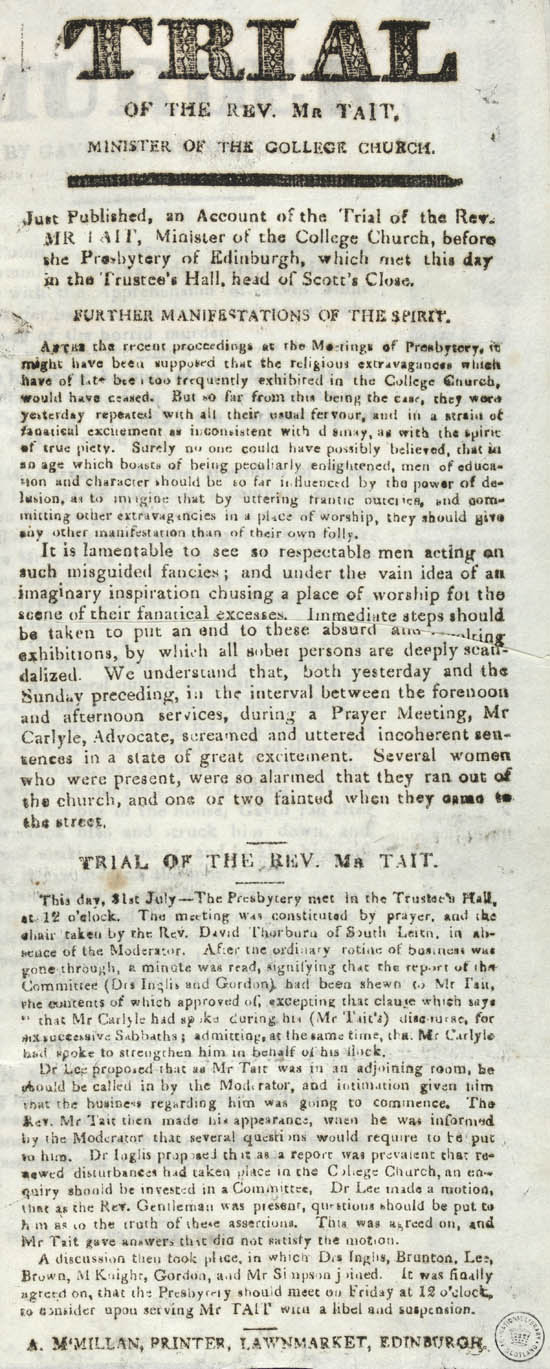 TRIAL
OF THE REV. MR TAIT,
MINISTER OF THE COLLEGE CHURCH.
Just Published, an Account of the Trial of the Rev.
MR TAIT, Minister of the College Church, before
the Presbytery of Edinburgh, which met this day
in the Trustee's Hall, head of Scott's Close.
FURTHER MANIFESTATIONS OF THE SPIRIT.
AFTER the recent proceedings at the Meetings of Presbytery, it
might have been supposed that the religious extravagances which
have of late been too frequently exhibited in the College Church,
would have ceased. But so far from this being the case, they were
yesterday repeated with all their usual fervour, and in a strain of
fanatical excitement as inconsistent with d , as with the spirit
of true piety. Surely no one could have possibly believed, that in
an age which boasts of being peculiarly enlightened, men of educa-
tion and character should be so far influenced by the power of de-
lusion, as to imagine that by uttering frantic outcries, and com-
mitting other extravagancies in a place of worship, they should give
any other manifestation than of their own folly.
It is lamentable to see so respectable men acting on
such misguided fancies; and under the vain idea of an
imaginary inspiration chusing a place of worship for the
scene of their fanatical excesses. Immediate steps should
be taken to put an end to these absurd and
exhibitions, by which all sober persons are deeply scan-
dalized. We understand that, both yesterday and the
Sunday preceding, in the interval between the forenoon
and afternoon services, during a Prayer Meeting, Mr
Carlyle, Advocate, screamed and uttered incoherent sen-
tences in a state of great excitement. Several women
who were present, were so alarmed that they ran out of
the church, and one or two fainted when they came to
the street.
TRIAL OF THE REV. MR TAIT.
This day, 31st July—The Presbytery met in the Trustee's Hall,
at 12 o'clock. The meeting was constituted by prayer, and the
chair taken by the Rev. David Thorburn of South Leith, in ab-
sence of the Moderator. After the ordinary rotine of business was
gone through, a minute was read, signifying that the report of the
Committee (Drs Inglis and Gordon) had been shewn to Mr Tait,
the contents of which approved of, excepting that clause which says
" that Mr Carlyle had spoke during his (Mr Tait's) discourse, for
six successive Sabbaths; admitting, at the same time, that Mr Carlyle
had spoke to strengthen him in behalf of his flock.
Dr Lee proposed that as Mr Tait was in an adjoining room, he
should be called in by the Moderator, and intimation given him
that the business regarding him was going to commence. The
Rev. Mr Tait then made his appearance, when he was informed
by the Moderator that several questions would require to be put
to him. Dr Inglis proposed that as a report was prevalent that re-
newed disturbances had taken place in the College Church, an en-
quiry should be invested in a Committee, Dr Lee made a motion,
that as the Rev. Gentleman was present, questions should be put to
him as to the truth of these assertions. This was agreed on, and
Mr Tait gave answers that did not satisfy the motion.
A discussion then took place, in which Drs Inglis, Brunton, Lee,
Brown, M'Knight, Gordon, and Mr Simpson joined. It was finally
agreed on, that the Presbytery should meet on Friday at 12 o'clock,
to consider upon serving Mr TAIT with a libel and suspension.
A. M'MILLAN, PRINTER, LAWNMARKET, EDINBURGH.
NATIONAL LIBRARY OF SCOTLAND